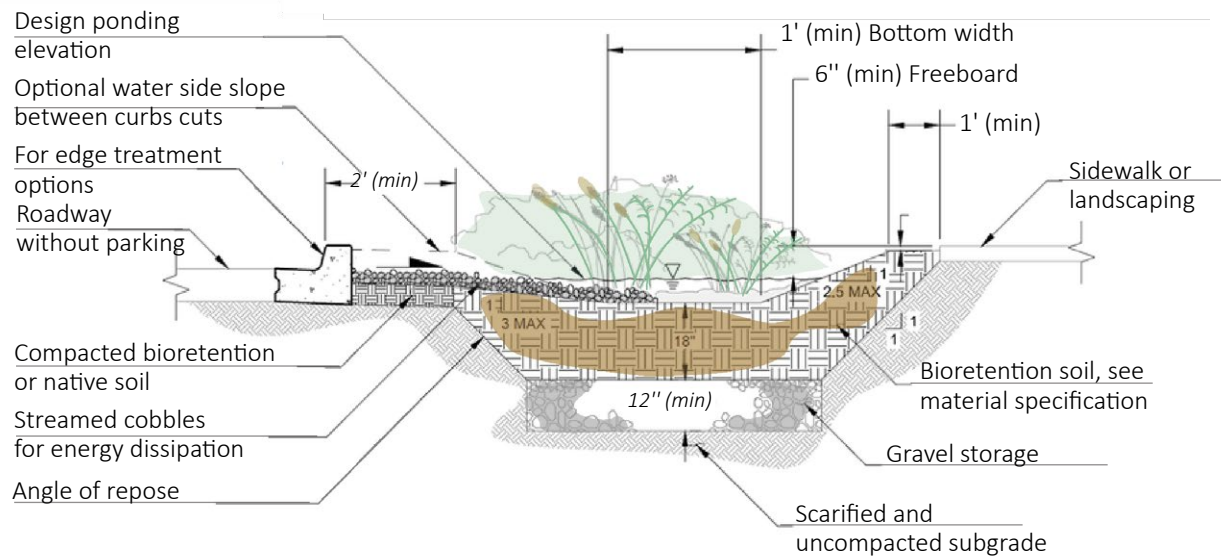 Design ponding
elevation
Optional water side slope
between curbs cuts
For edge treatment
options
Roadway
without parking
2' (min)
1' (min) Bottom width
6'' (min) Freeboard
1' (min)
Sidewalk or
landscaping
1
3 MAX
18"
1
2.5 MAX
1
1
12'' (min)
Compacted bioretention
or native soil
Streamed cobbles
for energy dissipation
Angle of repose
Bioretention soil, see
material specification
Gravel storage
Scarified and
uncompacted subgrade